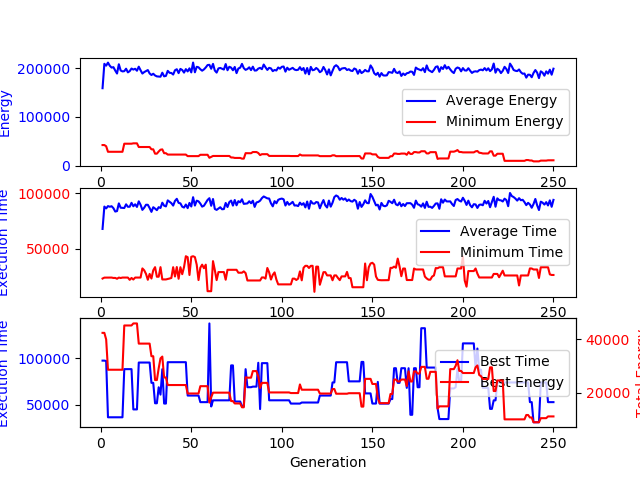 200000
100000
0
Energy
Average Energy
Minimum Energy
0 50 100 150 200 250
100000
50000
Execution Time
Average Time
Minimum Time
0 50 100 150 200 250
100000
50000
Execution Time
Best Time
Best Energy
40000
20000
Total Energy
0 50 100 150 200 250
Generation